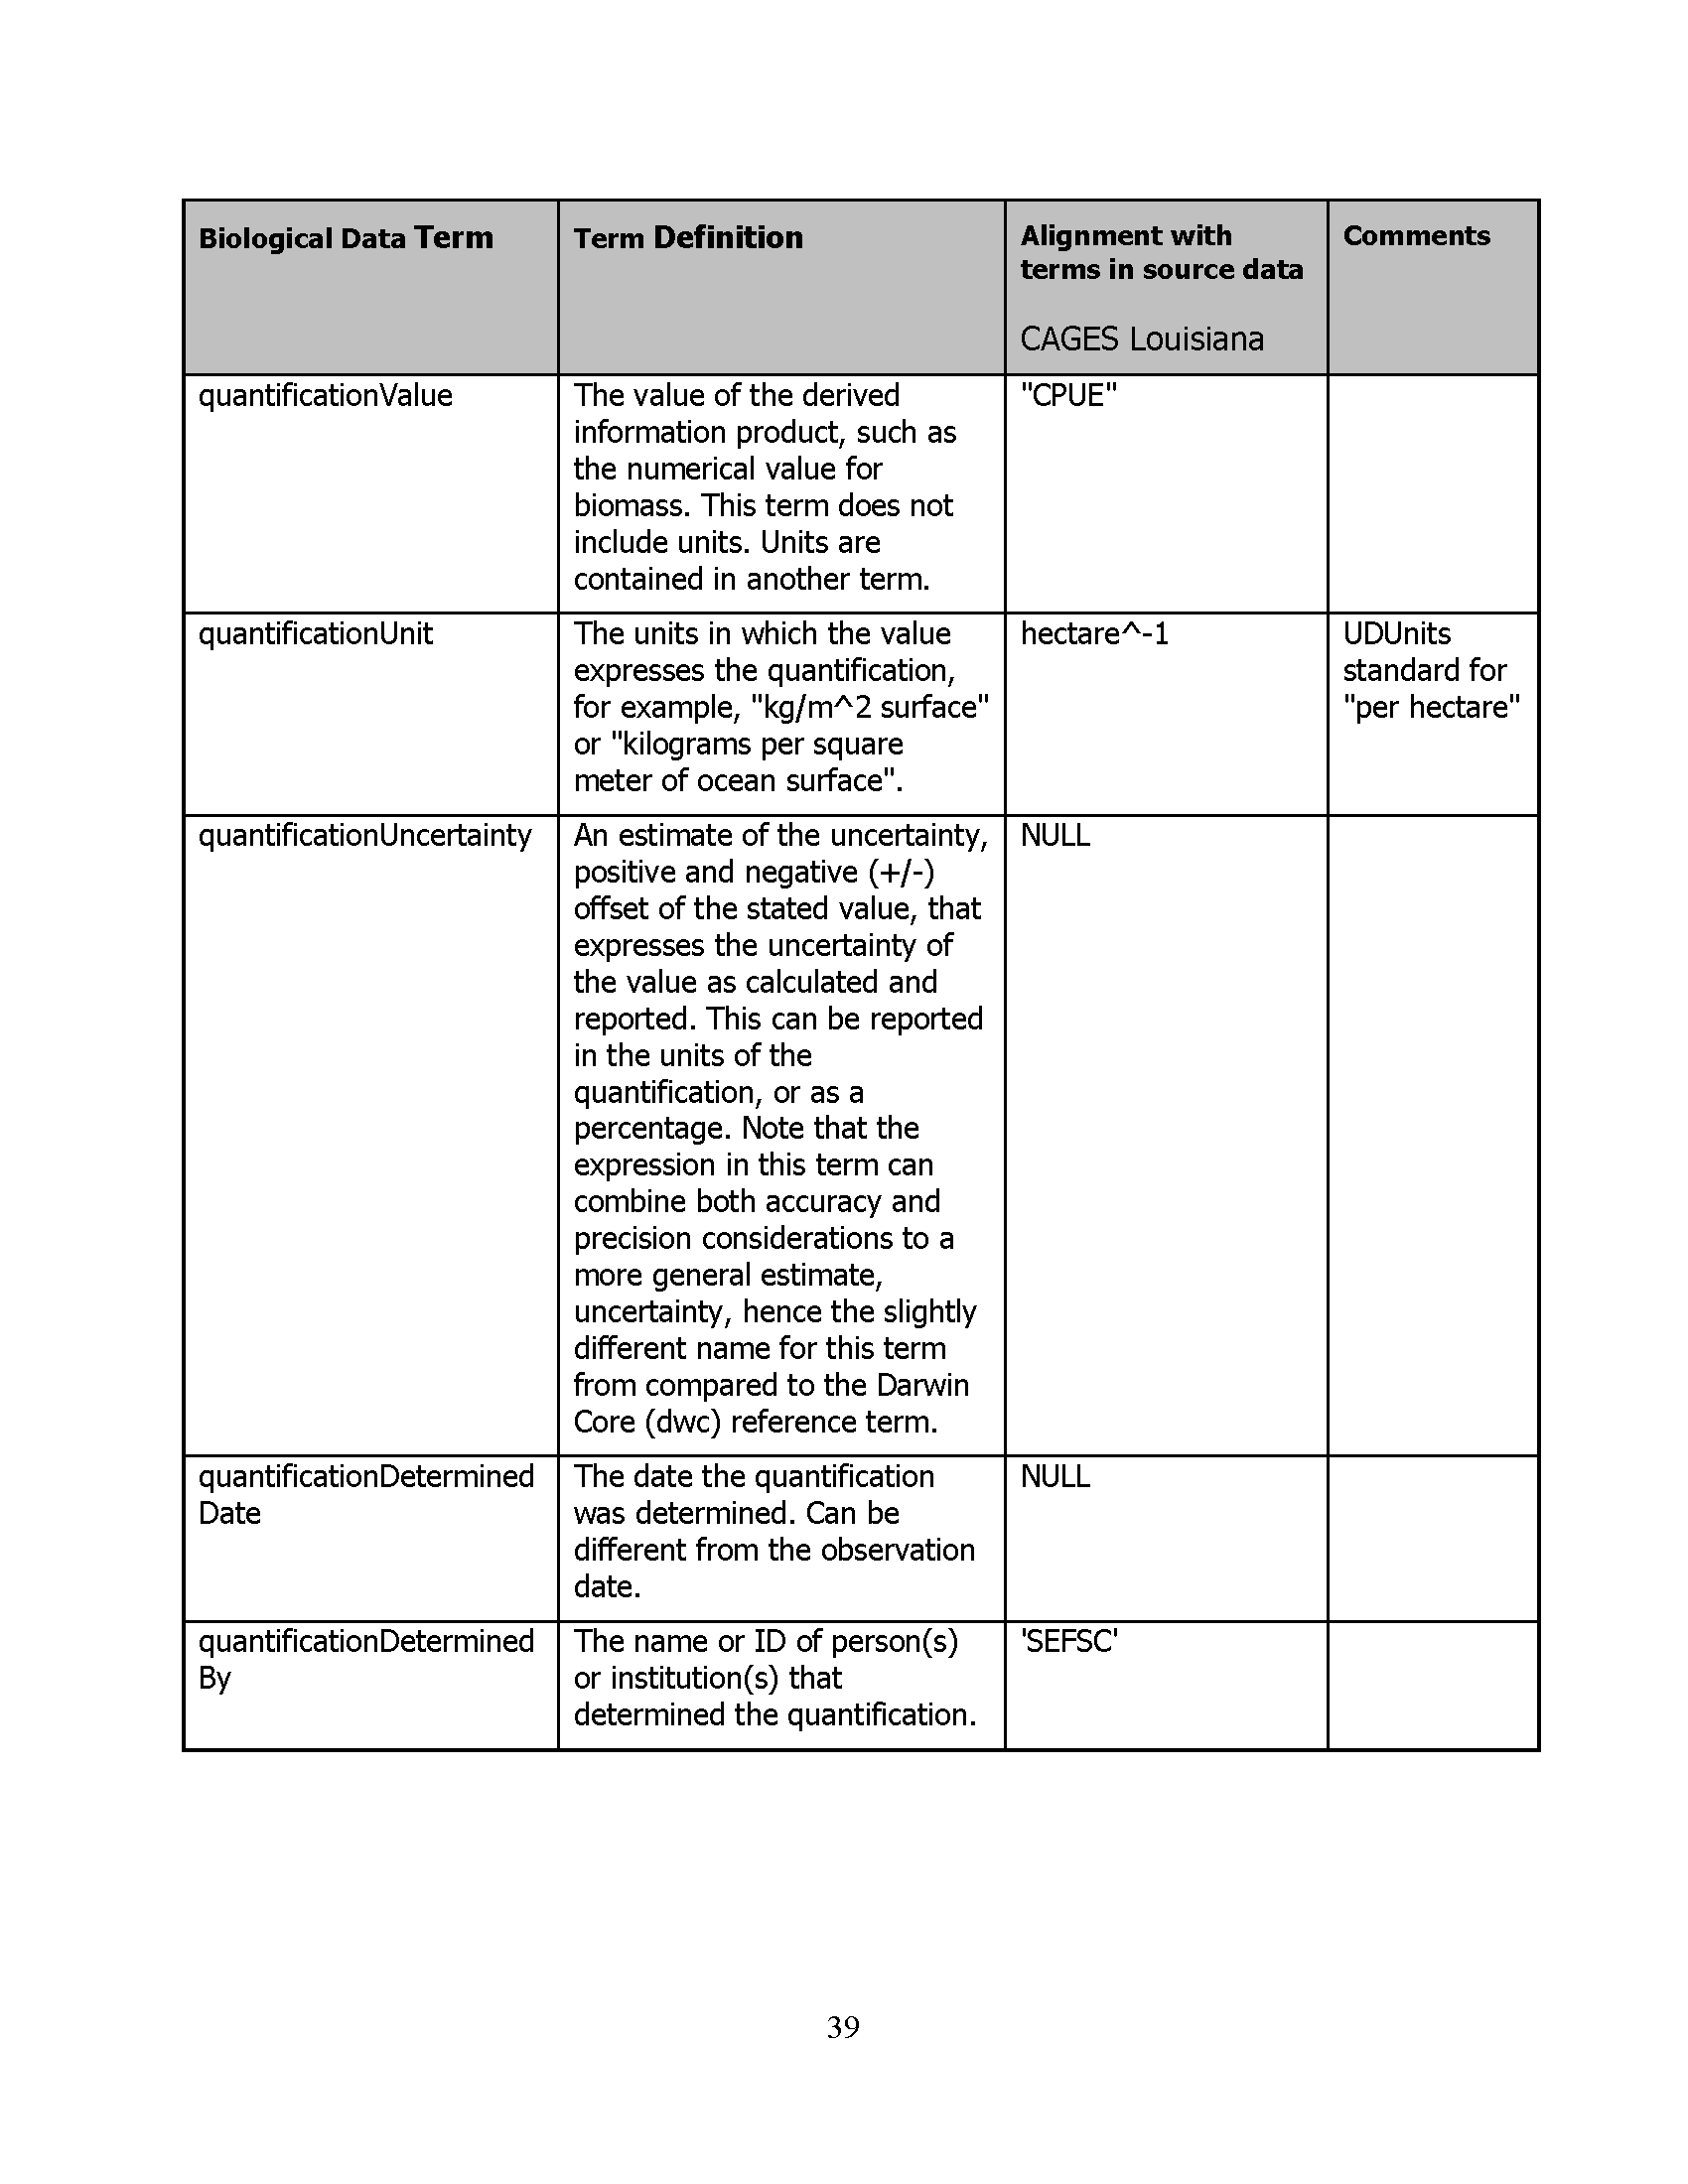 Biological Data Term
Term Definition
Alignment with
terms in source data
CAGES Louisiana
Comments
quantificationValue
The value of the derived
information product, such as
the numerical value for
biomass. This term does not
include units. Units are
contained in another term.
"CPUE"
quantificationUnit
The units in which the value
expresses the quantification,
for example, "kg/m^2 surface"
or "kilograms per square
meter of ocean surface".
hectare^-1
UDUnits
standard for
"per hectare"
quantificationUncertainty
An estimate of the uncertainty,
positive and negative (+/-)
offset of the stated value, that
expresses the uncertainty of
the value as calculated and
reported. This can be reported
in the units of the
quantification, or as a
percentage. Note that the
expression in this term can
combine both accuracy and
precision considerations to a
more general estimate,
uncertainty, hence the slightly
different name for this term
from compared to the Darwin
Core (dwc) reference term.
NULL
quantificationDetermined
Date
The date the quantification
was determined. Can be
different from the observation
date.
NULL
quantificationDetermined
By
The name or ID of person(s)
or institution(s) that
determined the quantification.
'SEFSC'
39